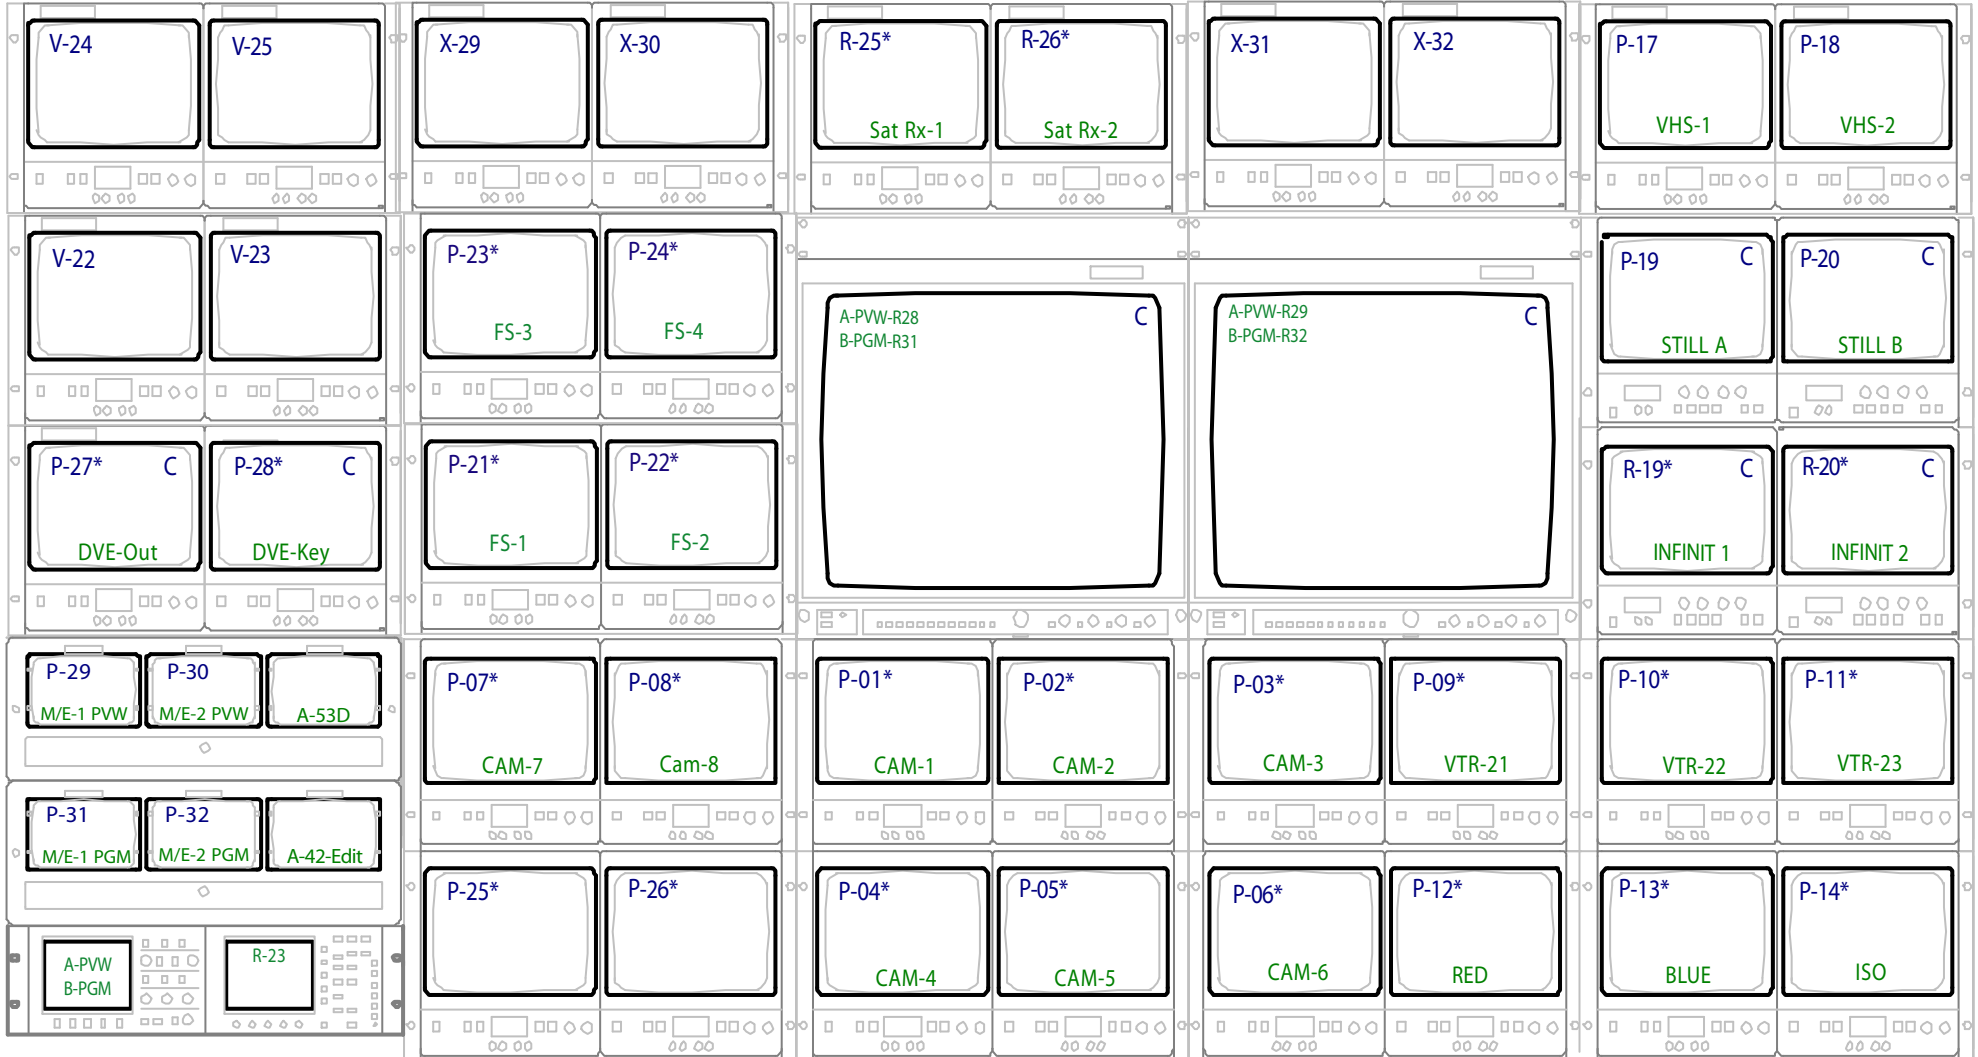 V-24
V-25
X-29
X-30
R-25*
Sat Rx-1
R-26*
Sat Rx-2
X-31
X-32
P-17
VHS-1
P-18
VHS-2
V-22
V-23
P-23*
FS-3
P-24*
FS-4
A-PVW-R28
B-PGM-R31
C
A-PVW-R29
B-PGM-R32
C
P-19 C
STILL A
P-20 C
STILL B
P-27* C
DVE-Out
P-28* C
DVE-Key
P-21*
FS-1
P-22*
FS-2
R-19* C
INFINIT 1
R-20* C
INFINIT 2
P-29
M/E-1 PVW
P-30
M/E-2 PVW
A-53D
P-07*
CAM-7
P-08*
Cam-8
P-01*
CAM-1
P-02*
CAM-2
P-03*
CAM-3
P-09*
VTR-21
P-10*
VTR-22
P-11*
VTR-23
P-31
M/E-1 PGM
P-32
M/E-2 PGM
A-42-Edit
P-25*
P-26*
P-04*
CAM-4
P-05*
CAM-5
P-06*
CAM-6
P-12*
RED
P-13*
BLUE
P-14*
ISO
A-PVW
B-PGM
R-23